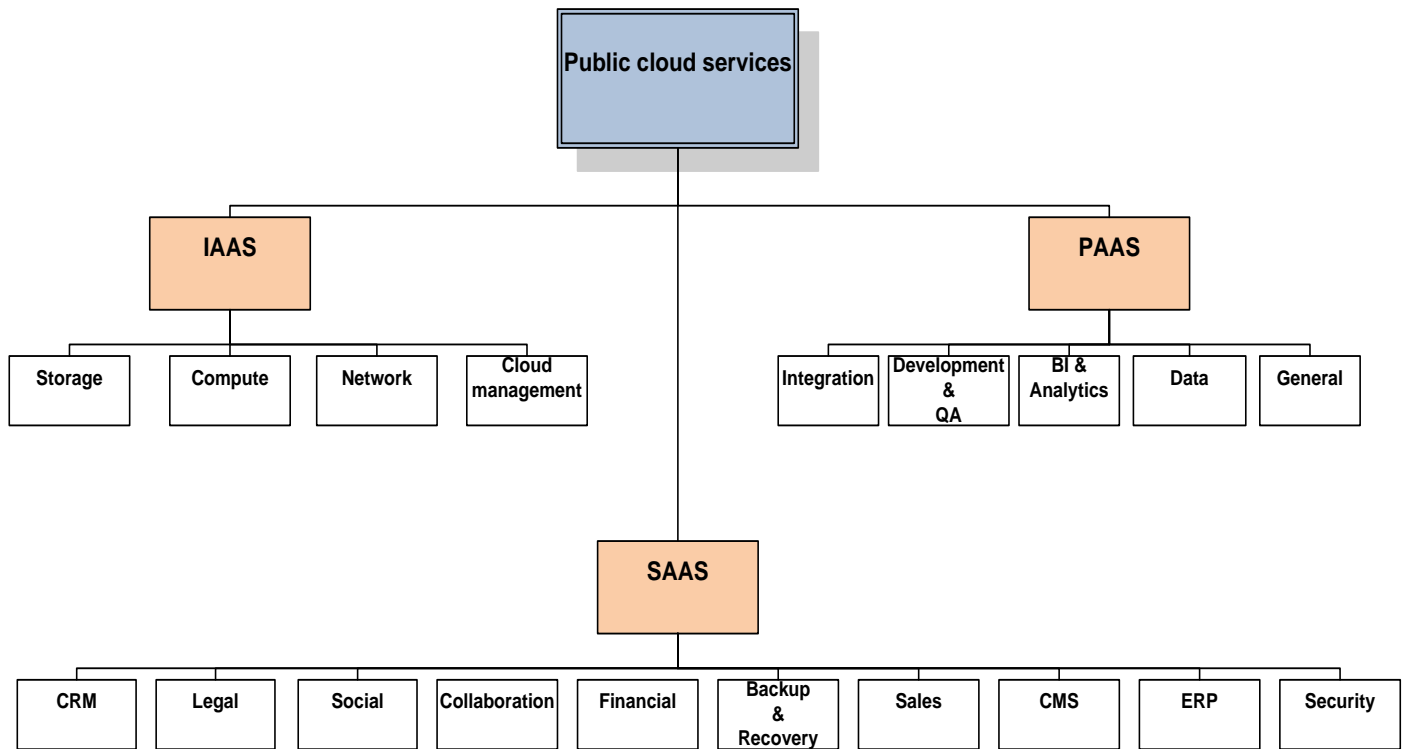 Public cloud services
IAAS
PAAS
Storage
Compute
Network
Cloud
management
Integration
Development
&
QA
BI &
Analytics
Data
General
SAAS
CRM
Legal
Social
Collaboration
Financial
Backup
&
Recovery
Sales
CMS
ERP
Security